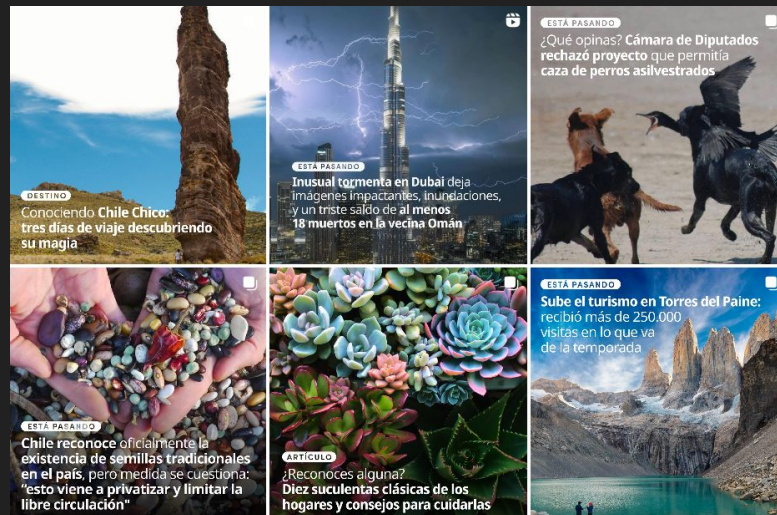 DESTINO
Conociendo Chile Chico:
tres días de viaje descubriendo
su magia
ESTÁ PASANDO
Inusual tormenta en Dubai deja
imágenes impactantes, inundaciones,
y un triste saldo de al menos
18 muertos en la vecina Omán
ESTÁ PASANDO
¿Qué opinas? Cámara de Diputados
rechazó proyecto que permitía
caza de perros asilvestrados
ESTÁ PASANDO
Chile reconoce oficialmente la
existencia de semillas tradicionales
en el país, pero medida se cuestiona:
“esto viene a privatizar y limitar la
libre circulación"
ARTÍCULO
¿Reconoces alguna?
Diez suculentas clásicas de los
hogares y consejos para cuidarlas
ESTÁ PASANDO
Sube el turismo en Torres del Paine:
recibió más de 250.000
visitas en lo que va
de la temporada